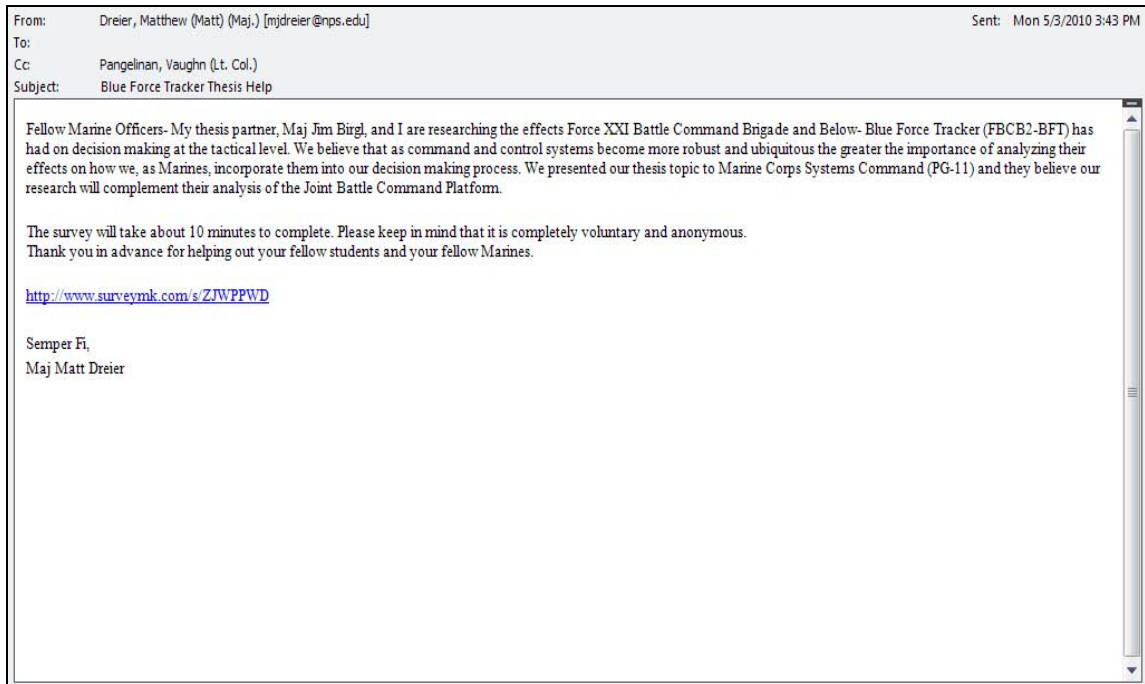 From: Dreier, Matthew (Matt) (Maj.) [mjdreier@nps.edu] Sent: Mon 5/3/2010 3:43 PM
To:
Cc: Pangelinan, Vaughn (Lt. Col.)
Subject: Blue Force Tracker Thesis Help
Fellow Marine Officers- My thesis partner, Maj Jim Birgl, and I are researching the effects Force XXI Battle Command Brigade and Below- Blue Force Tracker (FBCB2-BFT) has
had on decision making at the tactical level. We believe that as command and control systems become more robust and ubiquitous the greater the importance of analyzing their
effects on how we, as Marines, incorporate them into our decision making process. We presented our thesis topic to Marine Corps Systems Command (PG-11) and they believe our
research will complement their analysis of the Joint Battle Command Platform.
The survey will take about 10 minutes to complete. Please keep in mind that it is completely voluntary and anonymous.
Thank you in advance for helping out your fellow students and your fellow Marines.
http://www.surveymk.com/s/ZJWPPWD
Semper Fi,
Maj Matt Dreier